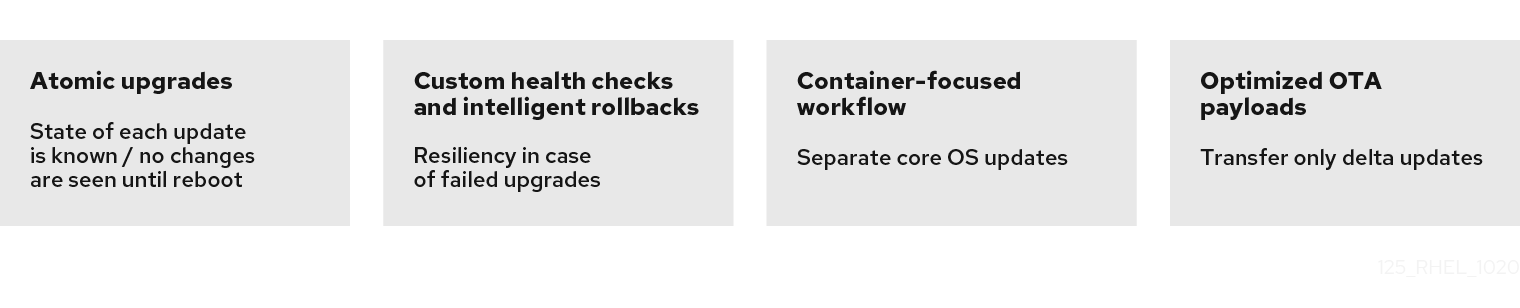 Atomic upgrades
State of each update
is known / no changes
are seen until reboot
Custom health checks
and intelligent rollbacks
Resiliency in case
of failed upgrades
Container-focused
workflow
Separate core OS updates
Optimized OTA
payloads
Transfer only delta updates
125_RHEL_1020